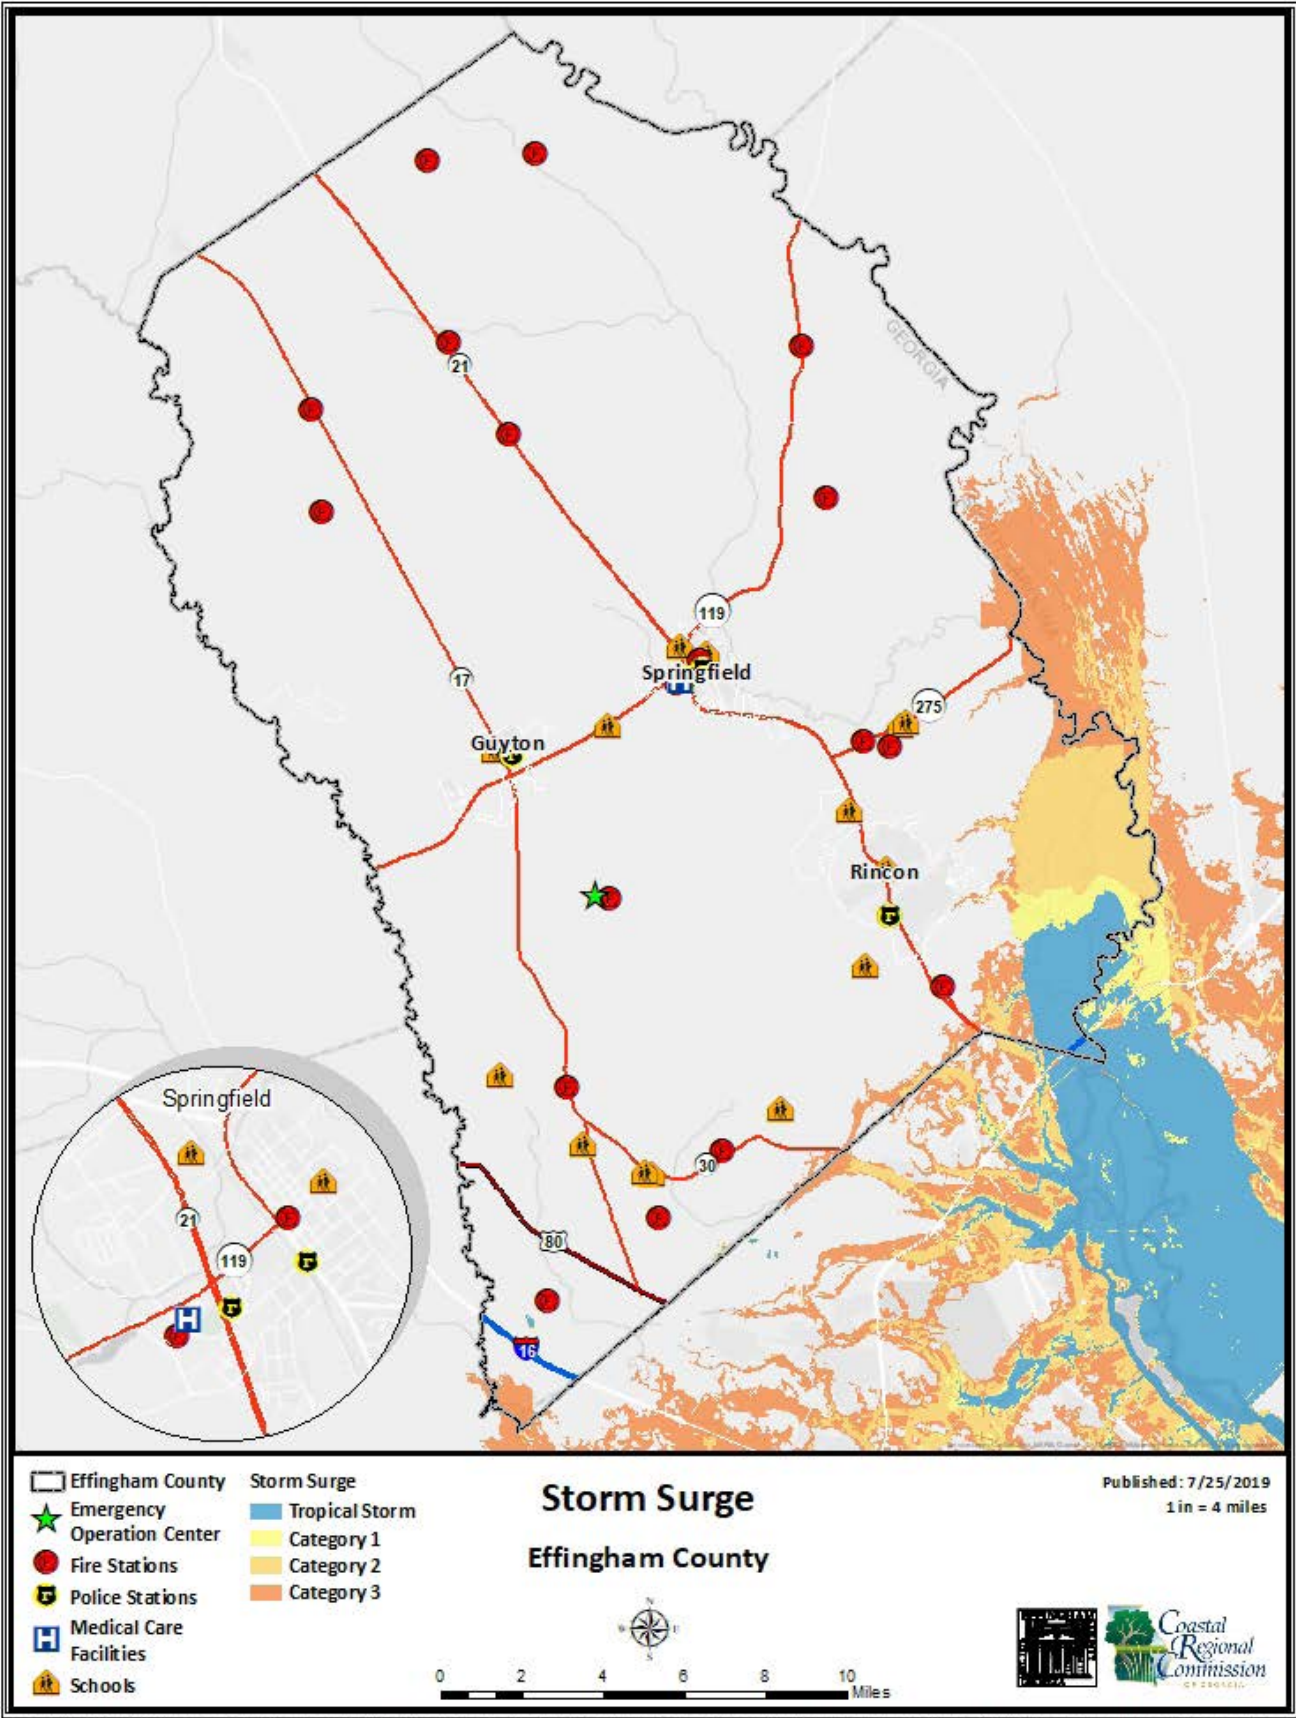 GEORGIA
21
119
Springfield
17
275
Guyton
Rincon
30
80
16
Springfield
21
119
Effingham County
Emergency
Operation Center
Fire Stations
Police Stations
Medical Care
Facilities
Schools
Storm Surge
Tropical Storm
Category 1
Category 2
Category 3
Storm Surge
Effingham County
N
W
E
S
0 2 4 6 8 10
Miles
Published: 7/25/2019
1 in = 4 miles
Coastal
Regional
Commission
OF GEORGIA